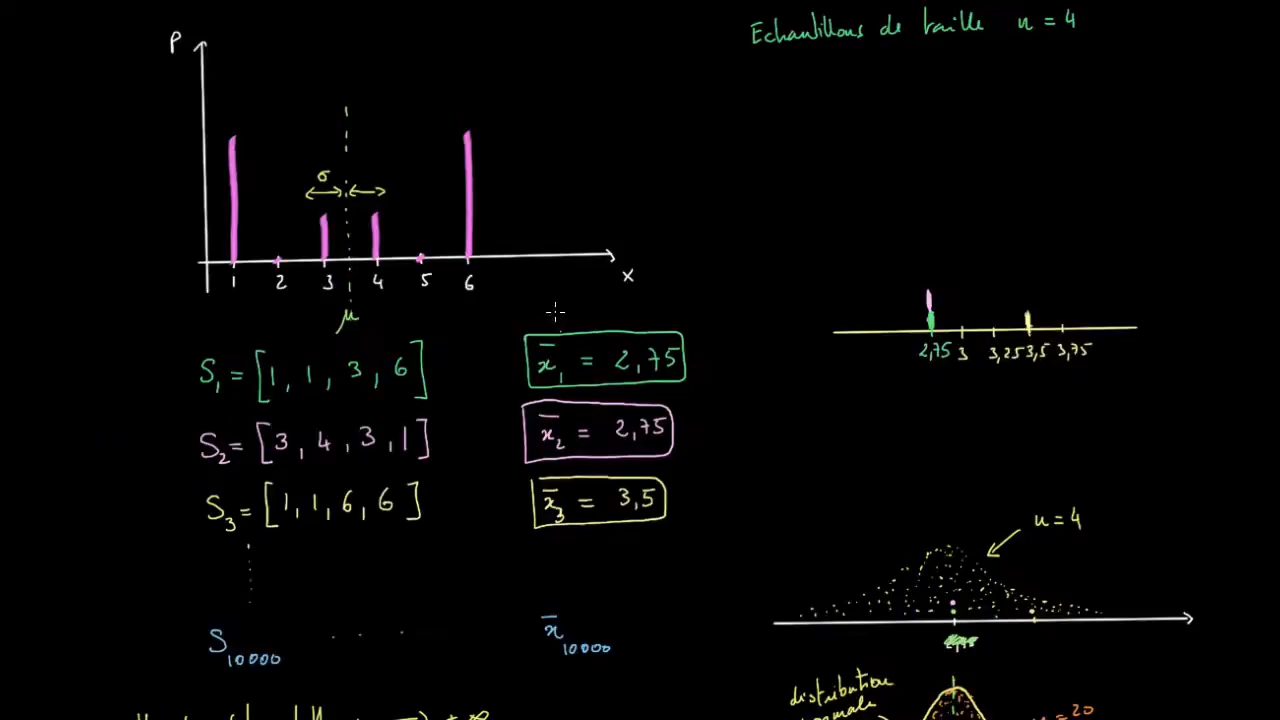 Echantillons de taille n = 4
P
σ
1 2 3 4 5 6
x
μ
2,75 3 3,25 3,5 3,75
S₁ = [1, 1, 3, 6]
x̄₁ = 2,75
S₂ = [3, 4, 3, 1]
x̄₂ = 2,75
S₃ = [1, 1, 6, 6]
x̄₃ = 3,5
n = 4
S₁₀₀₀₀ . . .
x̄₁₀₀₀₀
distribution
normale
n = 20
+ ∞